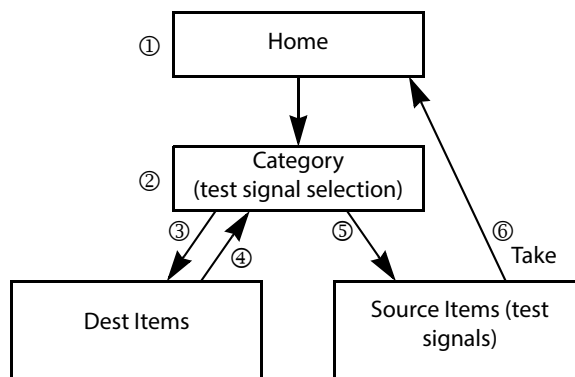 ① Home
② Category
(test signal selection)
③
④
⑤
⑥
Take
Dest Items
Source Items (test
signals)